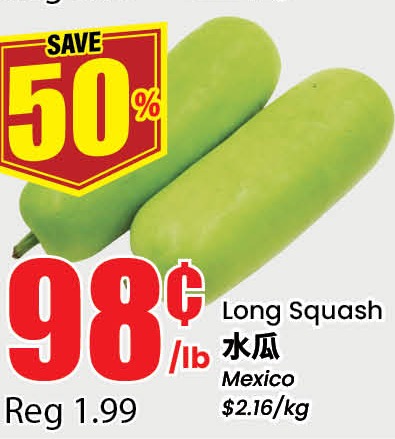 SAVE
50%
98¢/lb
Reg 1.99
Long Squash
水瓜
Mexico
$2.16/kg